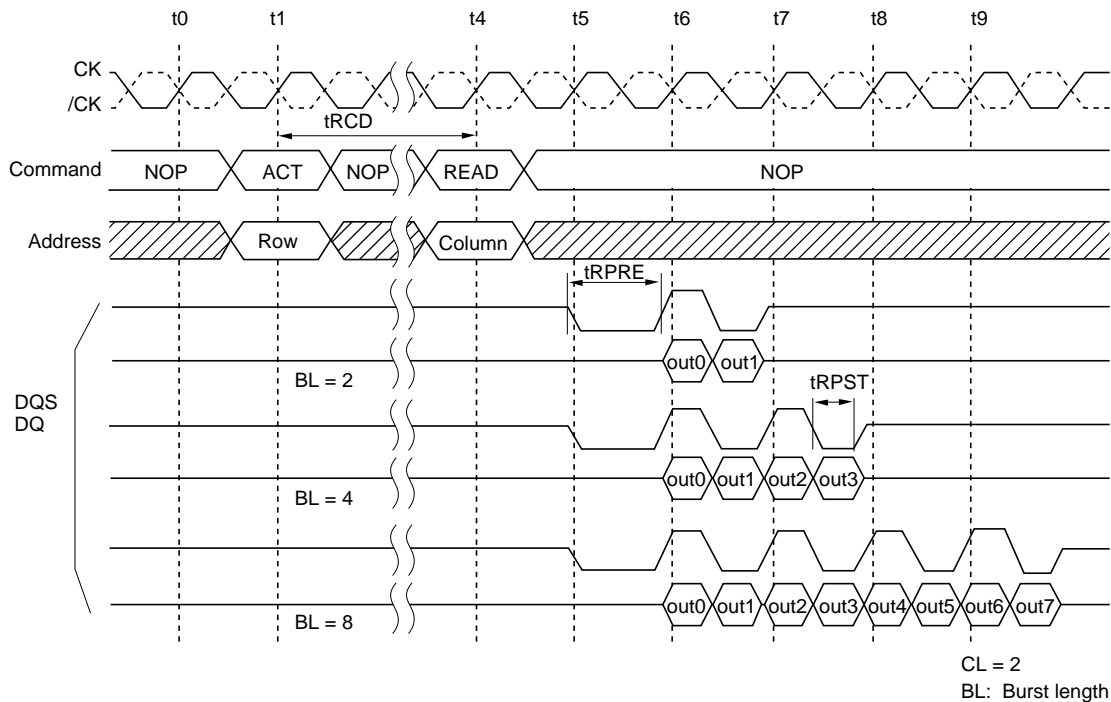 t0 t1 t4 t5 t6 t7 t8 t9
CK
/CK
tRCD
Command NOP ACT NOP READ NOP
Address Row Column
tRPRE
out0 out1
BL = 2
tRPST
DQS
DQ
out0 out1 out2 out3
BL = 4
out0 out1 out2 out3 out4 out5 out6 out7
BL = 8
CL = 2
BL: Burst length